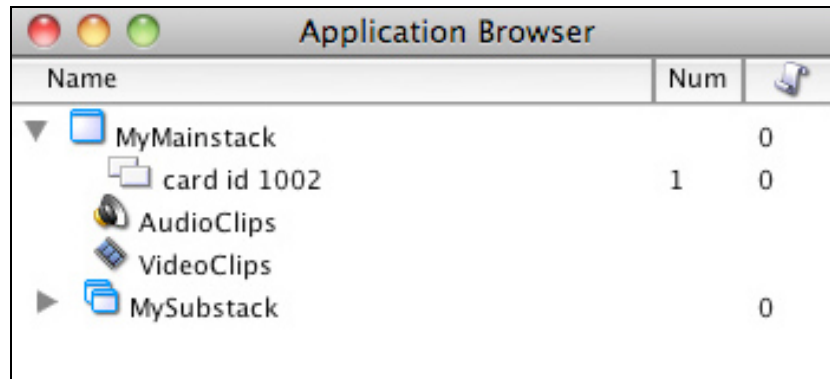 Application Browser
Name Num
MyMainstack 0
card id 1002 1 0
AudioClips
VideoClips
MySubstack 0